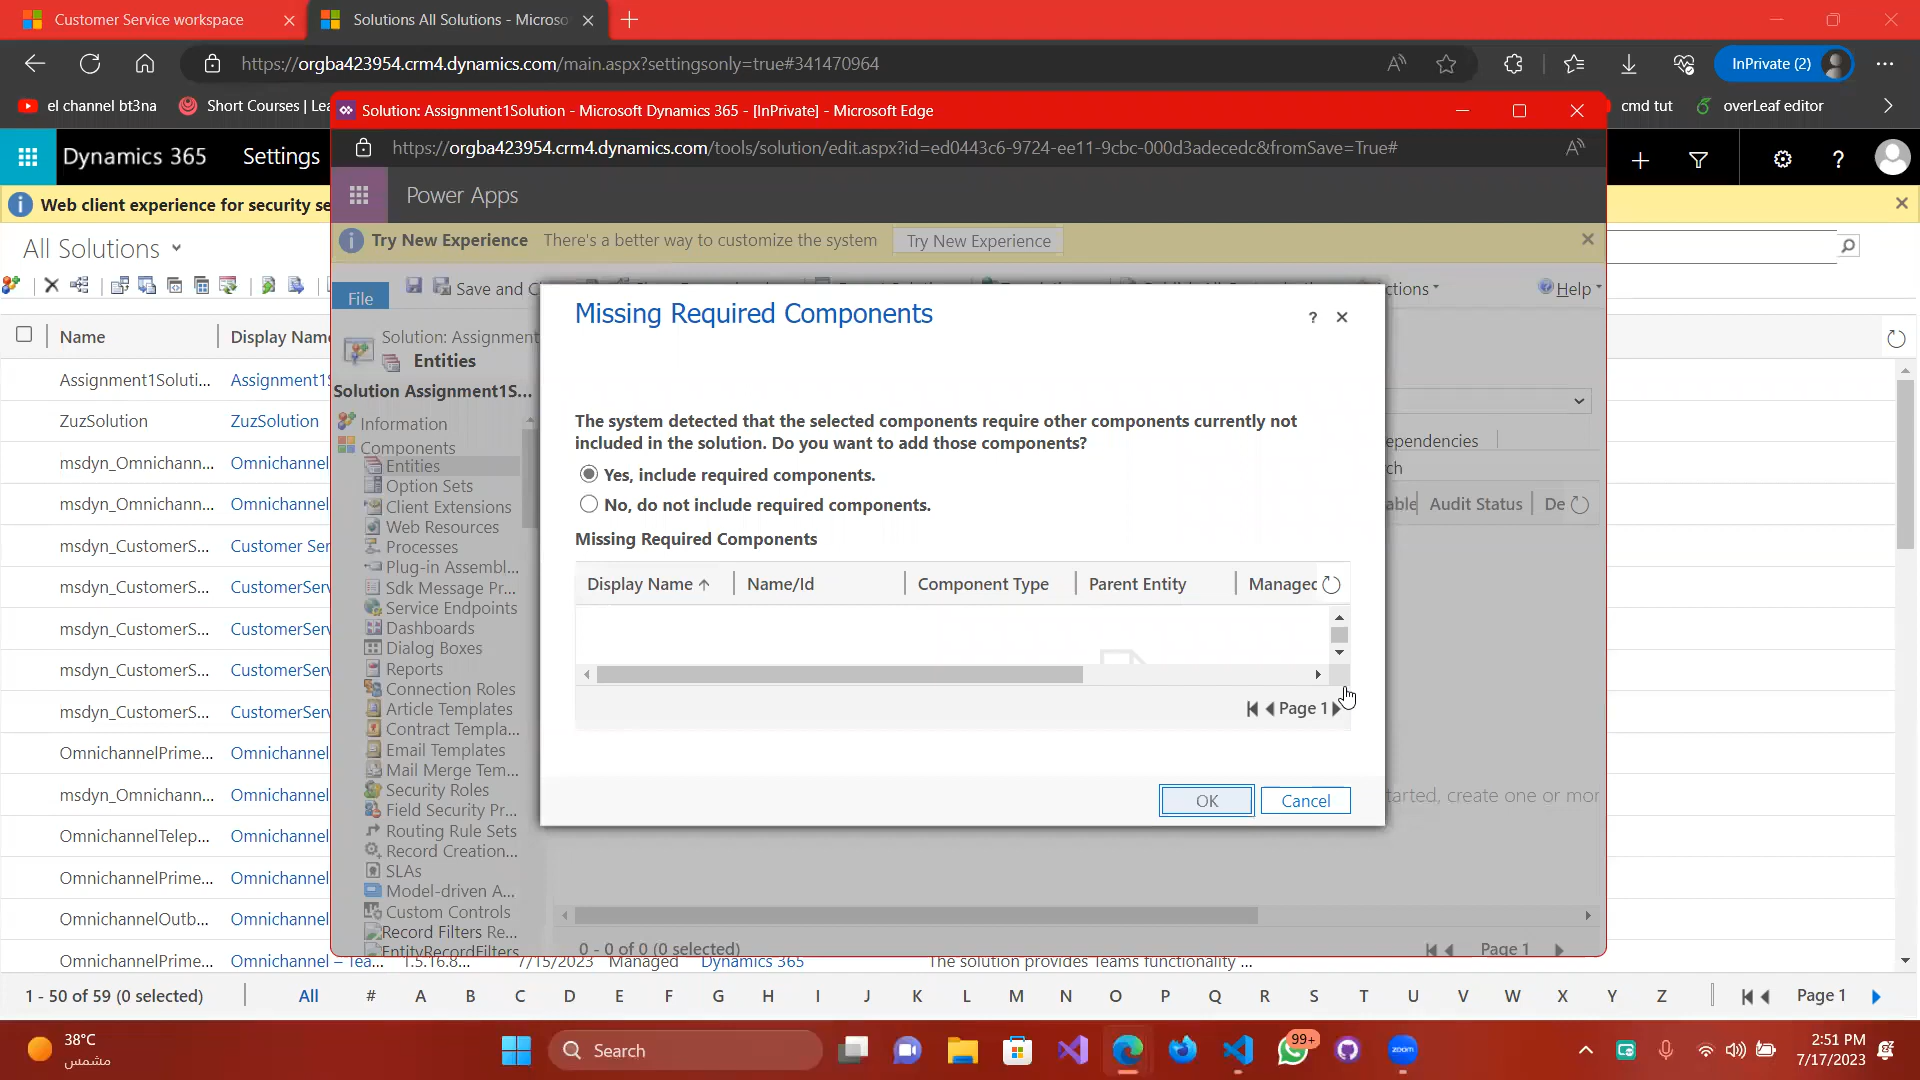 Customer Service workspace
Solutions All Solutions - Microso
https://orgba423954.crm4.dynamics.com/main.aspx?settingsonly=true#341470964
InPrivate (2)
el channel bt3na
Short Courses | Lea
cmd tut
overLeaf editor
Solution: Assignment1Solution - Microsoft Dynamics 365 - [InPrivate] - Microsoft Edge
https://orgba423954.crm4.dynamics.com/tools/solution/edit.aspx?id=ed0443c6-9724-ee11-9cbc-000d3adecedc&fromSave=True#
Dynamics 365
Settings
Power Apps
Web client experience for security se
Try New Experience There's a better way to customize the system Try New Experience
All Solutions
File
Save and C
ctions
Help
Name
Display Name
Assignment1Soluti... Assignment1S
ZuzSolution ZuzSolution
msdyn_Omnichann... Omnichannel
msdyn_Omnichann... Omnichannel
msdyn_CustomerS... Customer Ser
msdyn_CustomerS... CustomerServ
msdyn_CustomerS... CustomerServ
msdyn_CustomerS... CustomerServ
msdyn_CustomerS... CustomerServ
OmnichannelPrime... Omnichannel
msdyn_Omnichann... Omnichannel
OmnichannelTelep... Omnichannel
OmnichannelPrime... Omnichannel
OmnichannelOutb... Omnichannel
OmnichannelPrime... Omnichannel – Tea... 1.5.16.8... 7/15/2023 Managed Dynamics 365 The solution provides Teams functionality ...
Solution: Assignment
Entities
Solution Assignment1S...
Information
Components
Entities
Option Sets
Client Extensions
Web Resources
Processes
Plug-in Assembl...
Sdk Message Pr...
Service Endpoints
Dashboards
Dialog Boxes
Reports
Connection Roles
Article Templates
Contract Templa...
Email Templates
Mail Merge Tem...
Security Roles
Field Security Pr...
Routing Rule Sets
Record Creation...
SLAs
Model-driven A...
Custom Controls
Record Filters Re...
EntityRecordFilters
Missing Required Components
The system detected that the selected components require other components currently not
included in the solution. Do you want to add those components?
Yes, include required components.
No, do not include required components.
Missing Required Components
Display Name Name/Id Component Type Parent Entity Managed
Page 1
OK
Cancel
ependencies
rch
able Audit Status De
tarted, create one or mor
0 - 0 of 0 (0 selected)
Page 1
1 - 50 of 59 (0 selected)
All # A B C D E F G H I J K L M N O P Q R S T U V W X Y Z
Page 1
38°C
مشمس
Search
99+
zoom
2:51 PM
7/17/2023